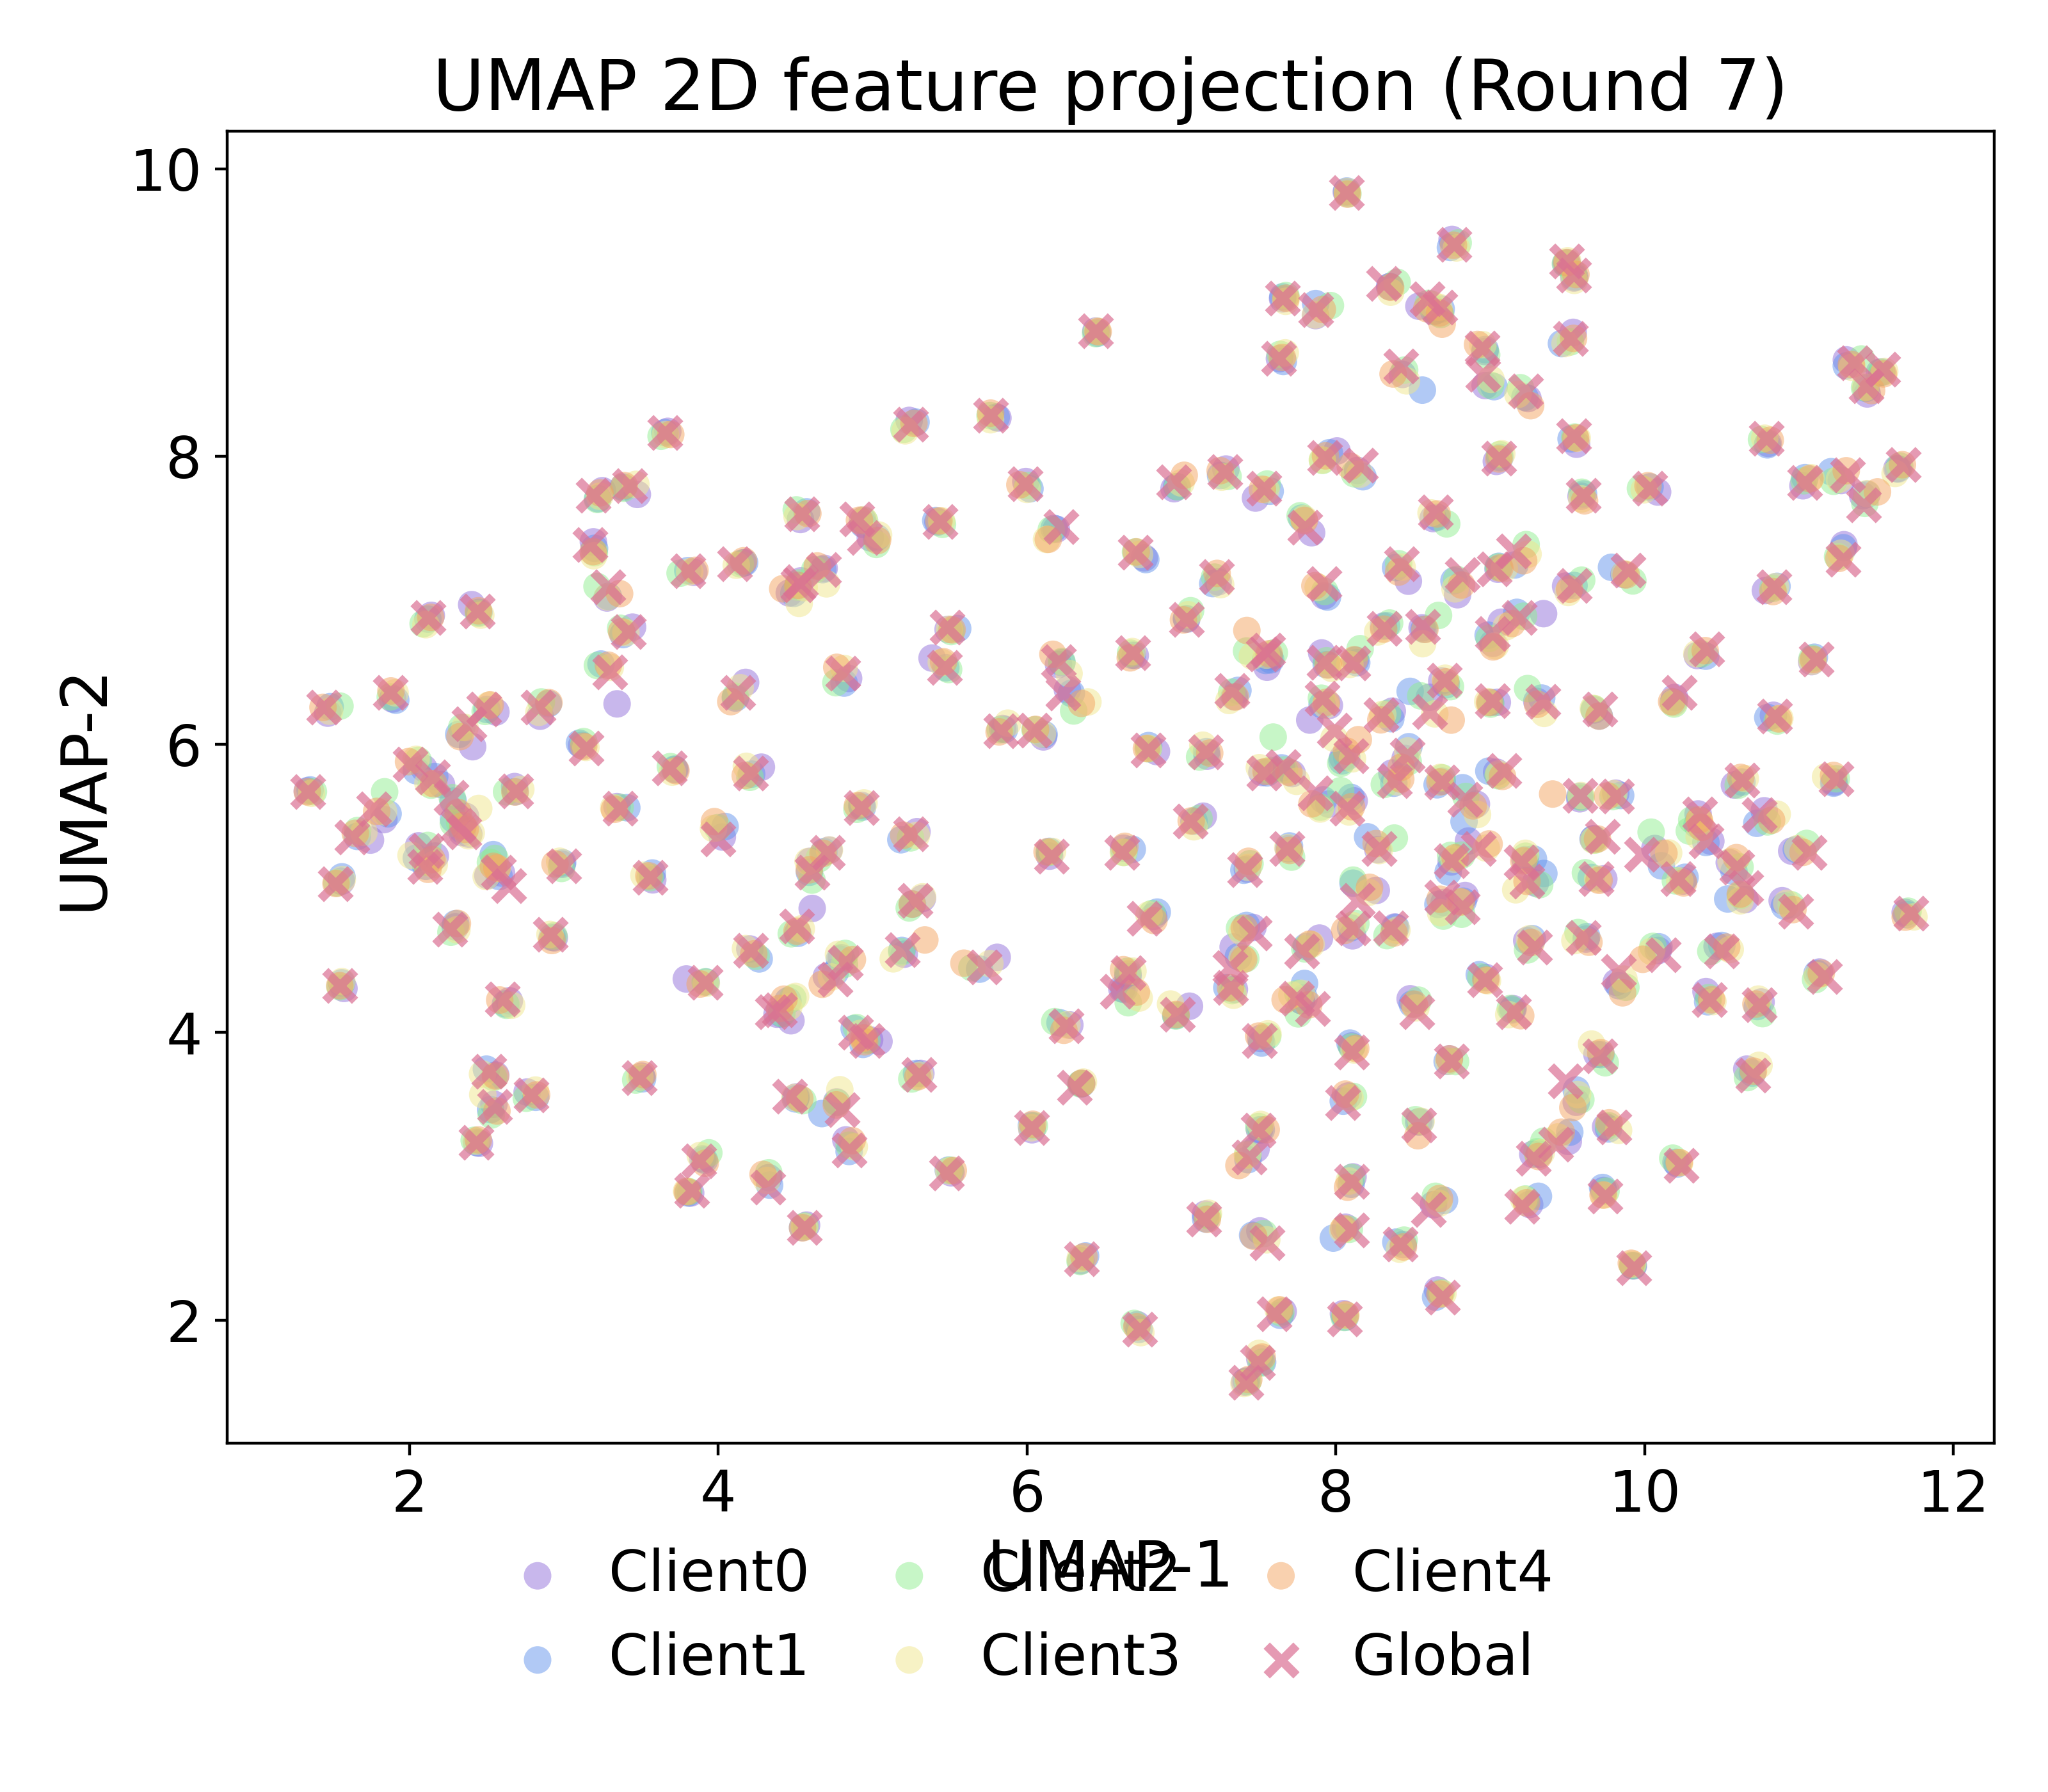 UMAP 2D feature projection (Round 7)
10
8
6
4
2
UMAP-2
2 4 6 8 10 12
UMAP-1
Client0 Client2 Client4
Client1 Client3 Global